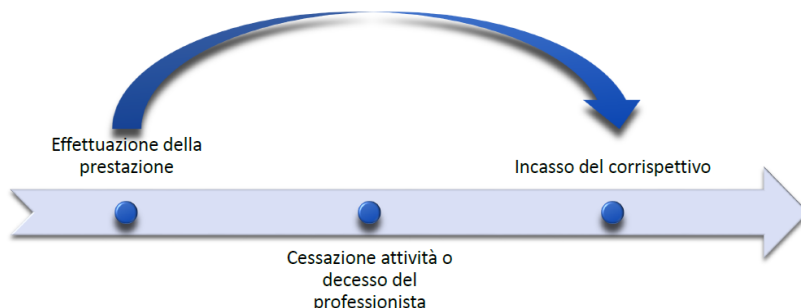 Effettuazione della
prestazione
Incasso del corrispettivo
Cessazione attività o
decesso del
professionista